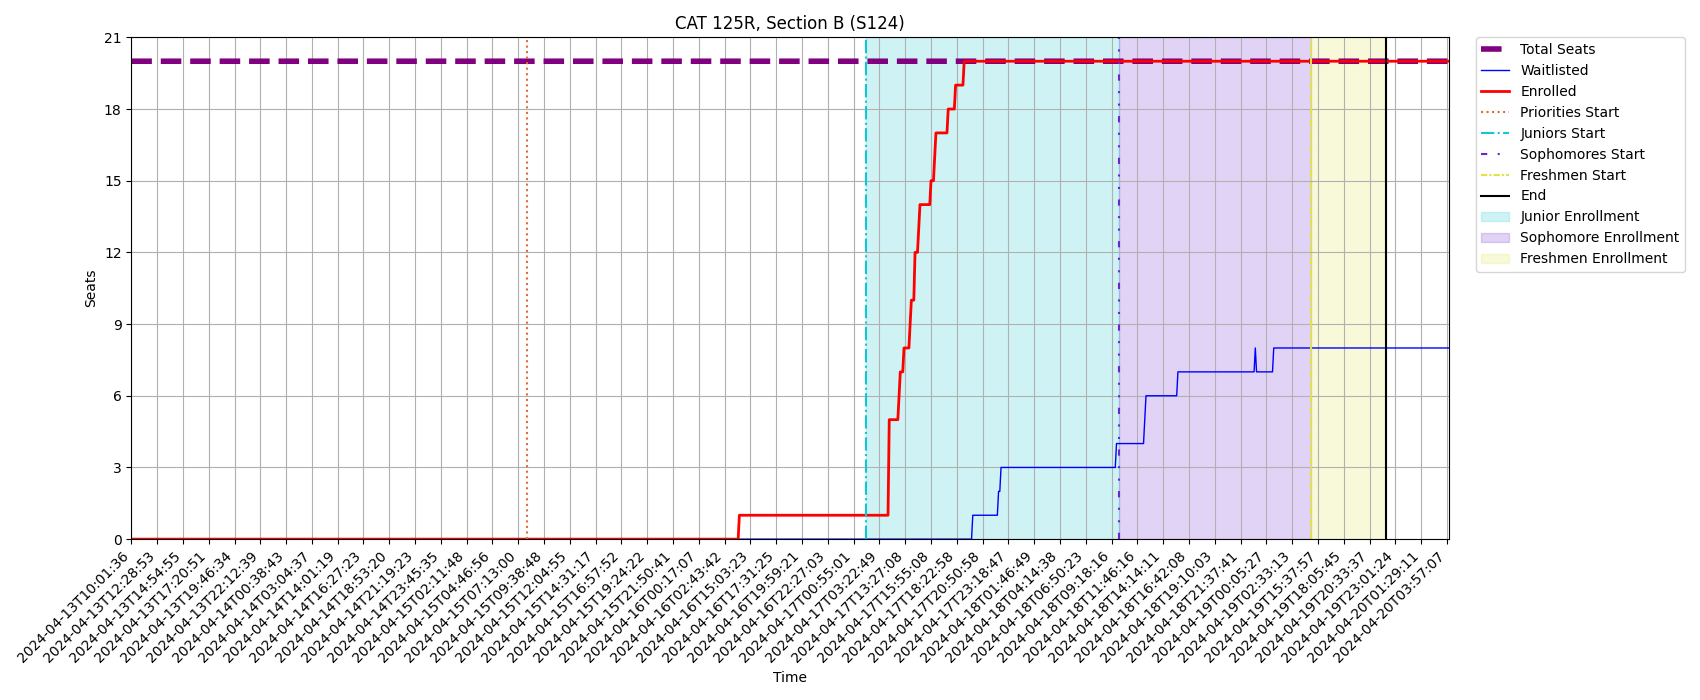 CAT 125R, Section B (S124)
21
18
15
12
9
6
3
0
Seats
2024-04-13T10:01:36
2024-04-13T12:28:53
2024-04-13T14:54:55
2024-04-13T17:20:51
2024-04-13T19:46:34
2024-04-13T22:12:39
2024-04-14T00:38:43
2024-04-14T03:04:37
2024-04-14T14:01:19
2024-04-14T16:27:23
2024-04-14T18:53:20
2024-04-14T21:19:23
2024-04-14T23:45:35
2024-04-15T02:11:48
2024-04-15T04:46:56
2024-04-15T07:13:00
2024-04-15T09:38:48
2024-04-15T12:04:55
2024-04-15T14:31:17
2024-04-15T16:57:52
2024-04-15T19:24:22
2024-04-15T21:50:41
2024-04-16T00:17:07
2024-04-16T02:43:42
2024-04-16T15:03:23
2024-04-16T17:31:25
2024-04-16T19:59:21
2024-04-16T22:27:03
2024-04-17T00:55:01
2024-04-17T03:22:49
2024-04-17T13:27:08
2024-04-17T15:55:08
2024-04-17T18:22:58
2024-04-17T20:50:58
2024-04-17T23:18:47
2024-04-18T01:46:49
2024-04-18T04:14:38
2024-04-18T06:50:23
2024-04-18T09:18:16
2024-04-18T11:46:16
2024-04-18T14:14:11
2024-04-18T16:42:08
2024-04-18T19:10:03
2024-04-18T21:37:41
2024-04-19T00:05:27
2024-04-19T02:33:13
2024-04-19T15:37:57
2024-04-19T18:05:45
2024-04-19T20:33:37
2024-04-19T23:01:24
2024-04-20T01:29:11
2024-04-20T03:57:07
Time
Total Seats
Waitlisted
Enrolled
Priorities Start
Juniors Start
Sophomores Start
Freshmen Start
End
Junior Enrollment
Sophomore Enrollment
Freshmen Enrollment